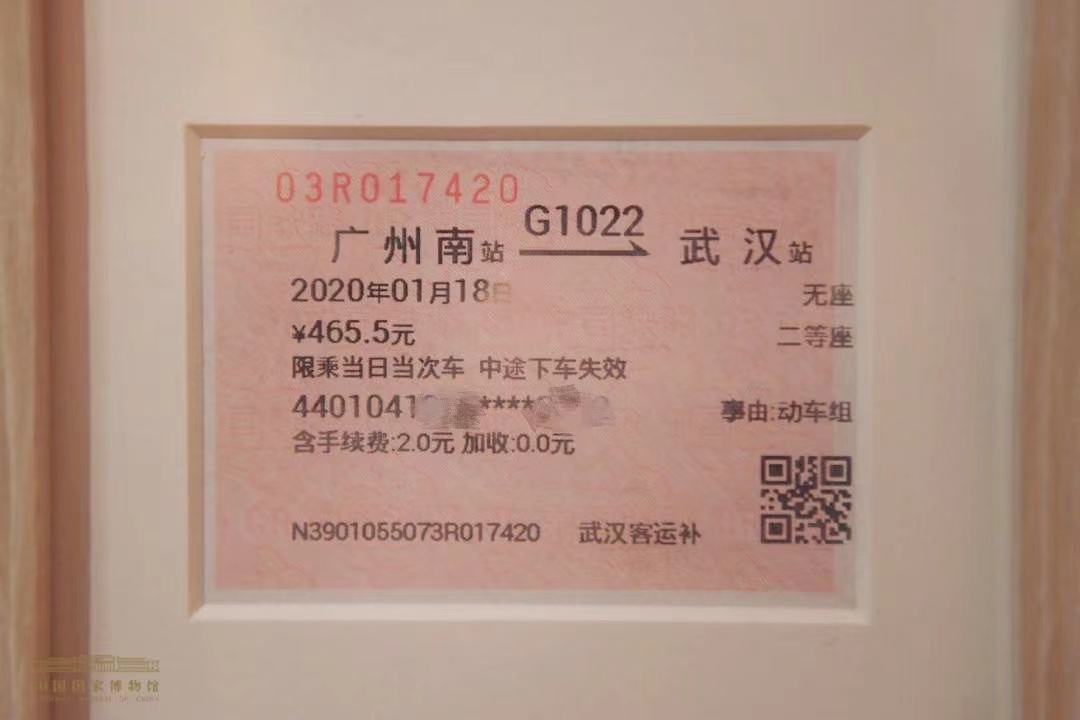 03R017420
G1022
广州南站 武汉站
2020年01月18日
无座
¥465.5元
二等座
限乘当日当次车 中途下车失效
4401041 ****
事由:动车组
含手续费:2.0元 加收:0.0元
N3901055073R017420 武汉客运补
中国国家博物馆